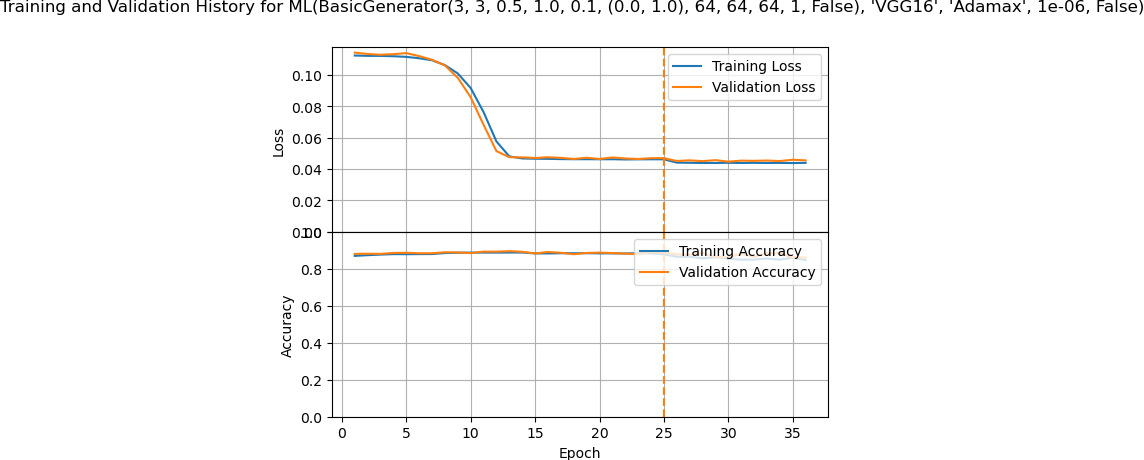 Training and Validation History for ML(BasicGenerator(3, 3, 0.5, 1.0, 0.1, (0.0, 1.0), 64, 64, 64, 1, False), 'VGG16', 'Adamax', 1e-06, False)
Training Loss
Validation Loss
0.10
0.08
0.06
0.04
0.02
0.00
Loss
Training Accuracy
Validation Accuracy
1.0
0.8
0.6
0.4
0.2
0.0
Accuracy
0 5 10 15 20 25 30 35
Epoch